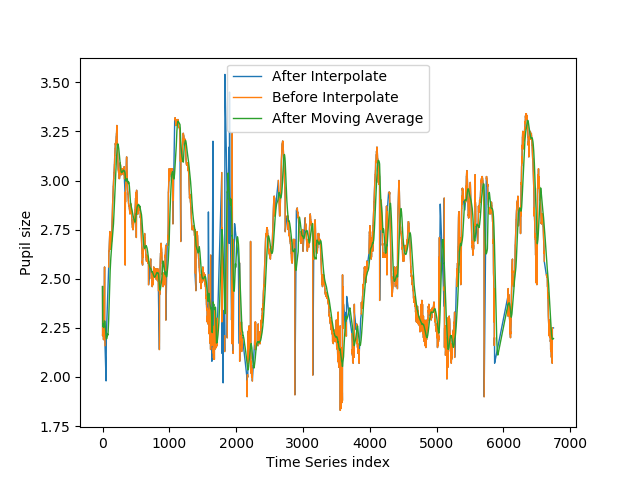 After Interpolate
Before Interpolate
After Moving Average
3.50
3.25
3.00
2.75
2.50
2.25
2.00
1.75
Pupil size
0 1000 2000 3000 4000 5000 6000 7000
Time Series index